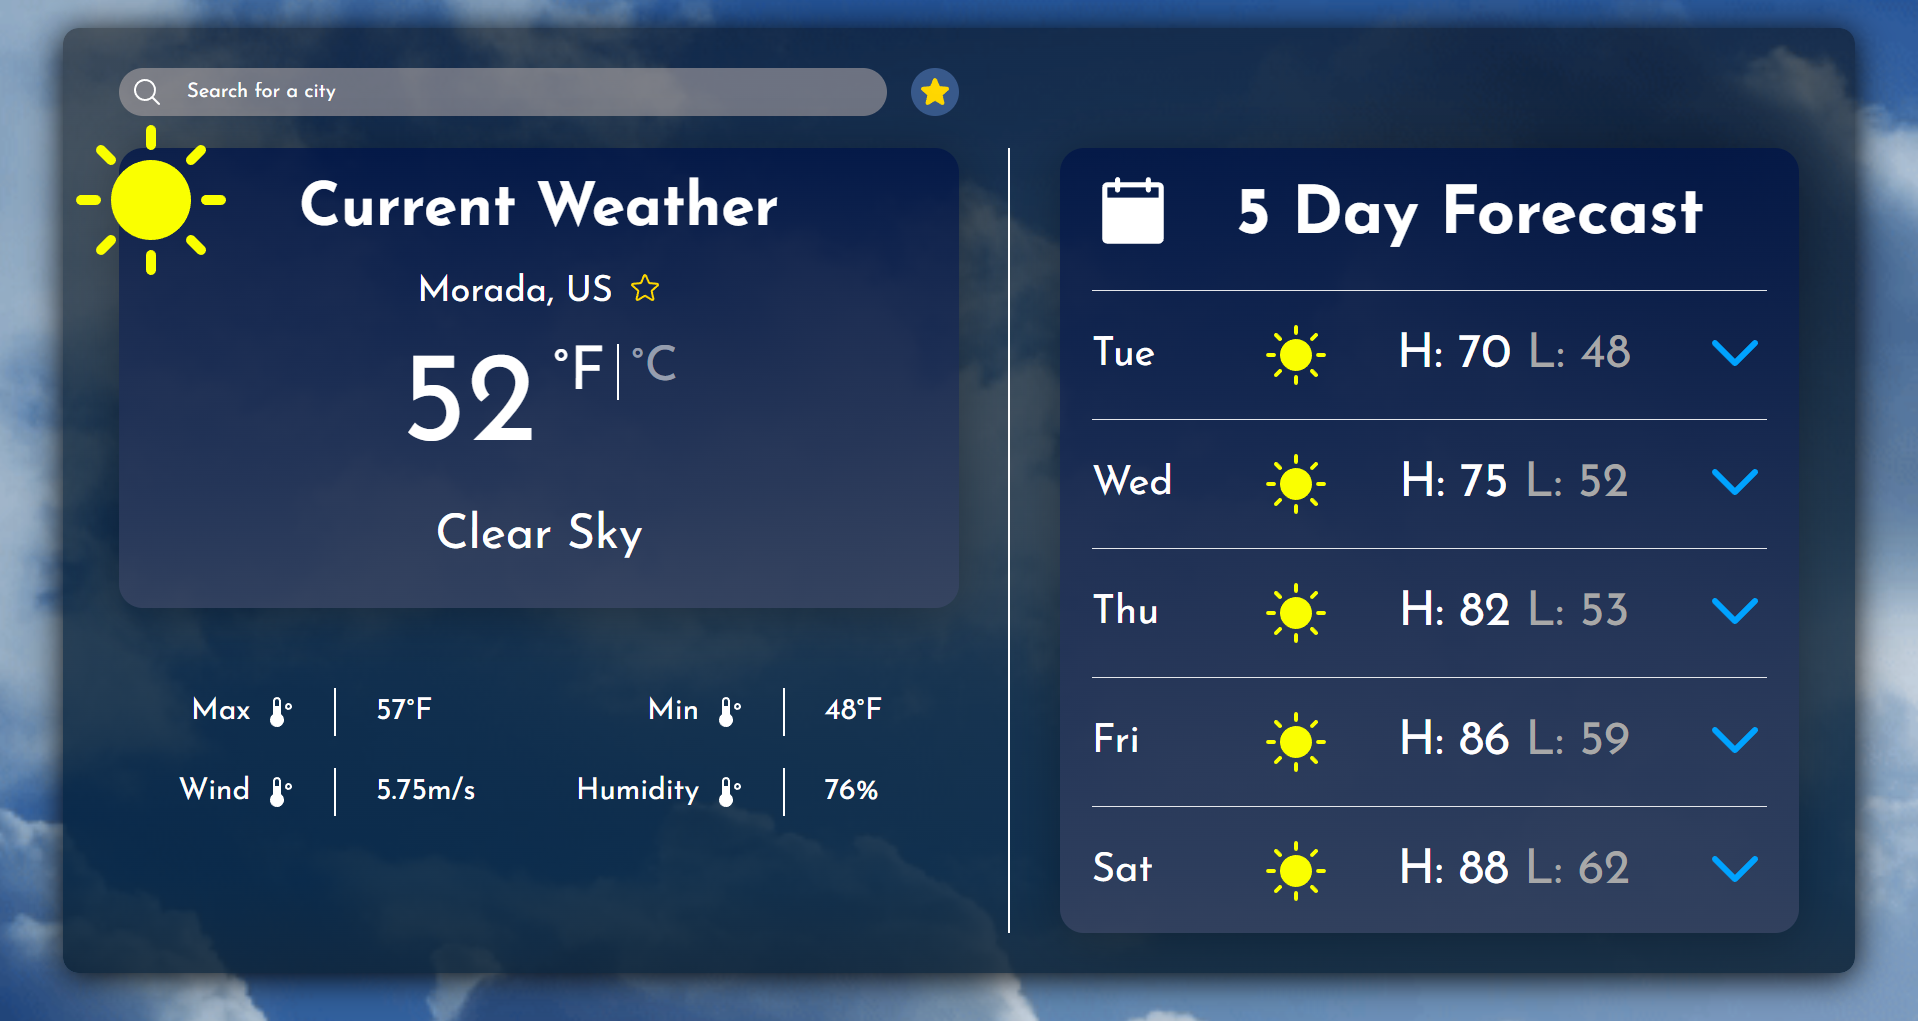 Search for a city
Current Weather
Morada, US
52 °F °C
Clear Sky
Max 57°F Min 48°F
Wind 5.75m/s Humidity 76%
5 Day Forecast
Tue H: 70 L: 48
Wed H: 75 L: 52
Thu H: 82 L: 53
Fri H: 86 L: 59
Sat H: 88 L: 62